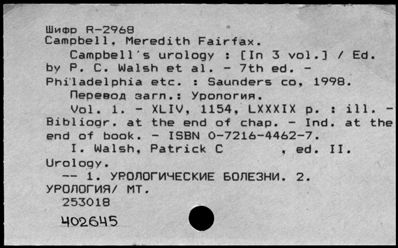 Шифр R-2968
Campbell, Meredith Fairfax.
Campbell's urology : [In 3 vol.] / Ed.
by P. C. Walsh et al. - 7th ed. -
Philadelphia etc. : Saunders co, 1998.
Перевод загл.: Урология.
Vol. 1. - XLIV, 1154, LXXXIX p. : ill. -
Bibliogr. at the end of chap. - Ind. at the
end of book. - ISBN 0-7216-4462-7.
I. Walsh, Patrick C , ed. II.
Urology.
-- 1. УРОЛОГИЧЕСКИЕ БОЛЕЗНИ. 2.
УРОЛОГИЯ/ МТ.
253018
402645